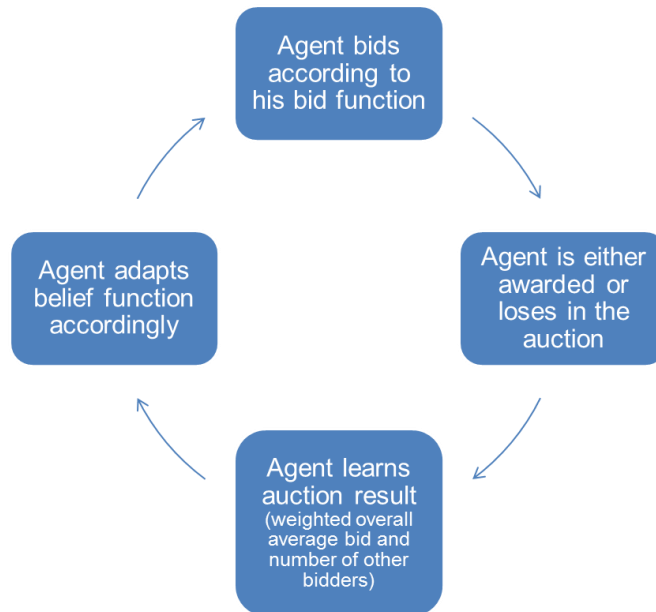 Agent bids
according to
his bid function
Agent is either
awarded or
loses in the
auction
Agent learns
auction result
(weighted overall
average bid and
number of other
bidders)
Agent adapts
belief function
accordingly